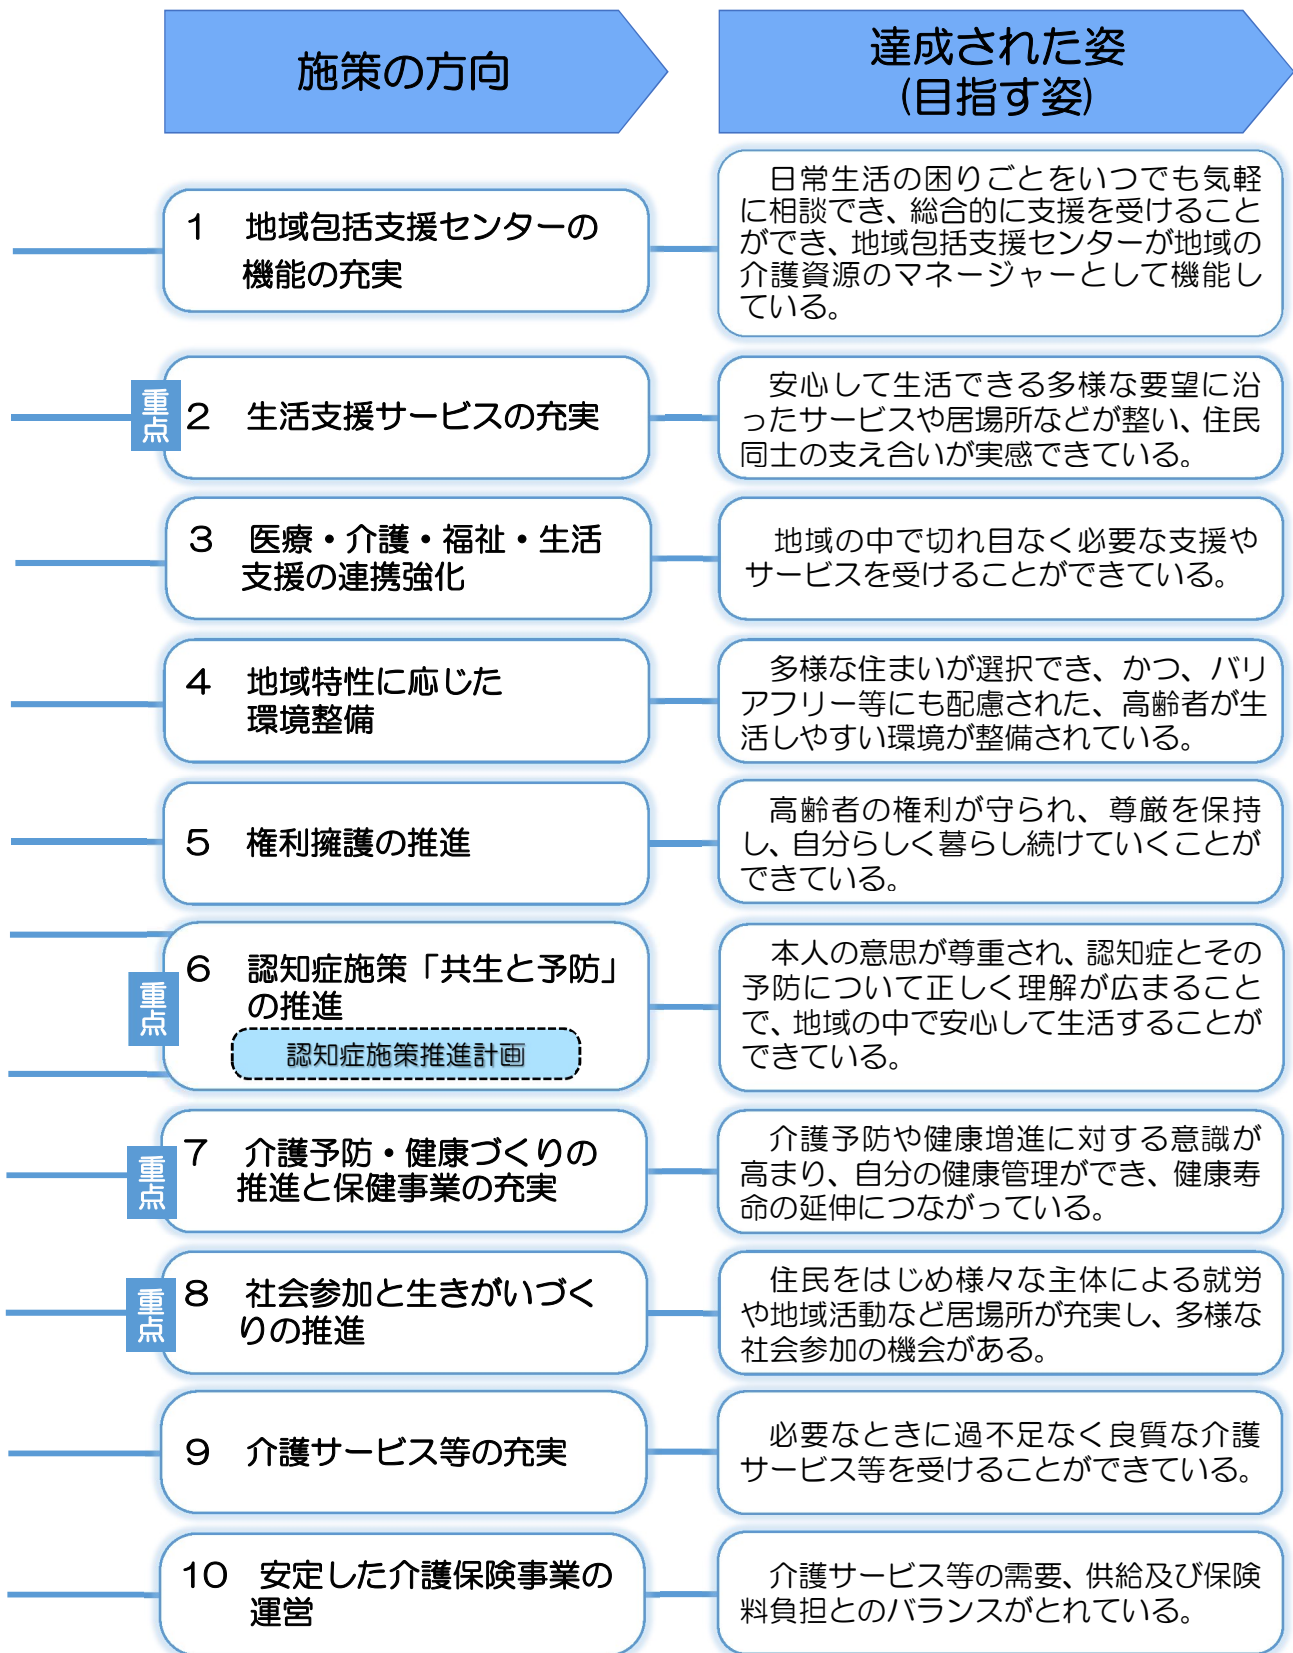 施策の方向
達成された姿
(目指す姿)
1 地域包括支援センターの
機能の充実
日常生活の困りごとをいつでも気軽
に相談でき、総合的に支援を受けること
ができ、地域包括支援センターが地域の
介護資源のマネージャーとして機能し
ている。
重点
2 生活支援サービスの充実
安心して生活できる多様な要望に沿
ったサービスや居場所などが整い、住民
同士の支え合いが実感できている。
3 医療・介護・福祉・生活
支援の連携強化
地域の中で切れ目なく必要な支援や
サービスを受けることができている。
4 地域特性に応じた
環境整備
多様な住まいが選択でき、かつ、バリ
アフリー等にも配慮された、高齢者が生
活しやすい環境が整備されている。
5 権利擁護の推進
高齢者の権利が守られ、尊厳を保持
し、自分らしく暮らし続けていくことが
できている。
重点
6 認知症施策「共生と予防」
の推進
認知症施策推進計画
本人の意思が尊重され、認知症とその
予防について正しく理解が広まること
で、地域の中で安心して生活することが
できている。
重点
7 介護予防・健康づくりの
推進と保健事業の充実
介護予防や健康増進に対する意識が
高まり、自分の健康管理ができ、健康寿
命の延伸につながっている。
重点
8 社会参加と生きがいづく
りの推進
住民をはじめ様々な主体による就労
や地域活動など居場所が充実し、多様な
社会参加の機会がある。
9 介護サービス等の充実
必要なときに過不足なく良質な介護
サービス等を受けることができている。
10 安定した介護保険事業の
運営
介護サービス等の需要、供給及び保険
料負担とのバランスがとれている。